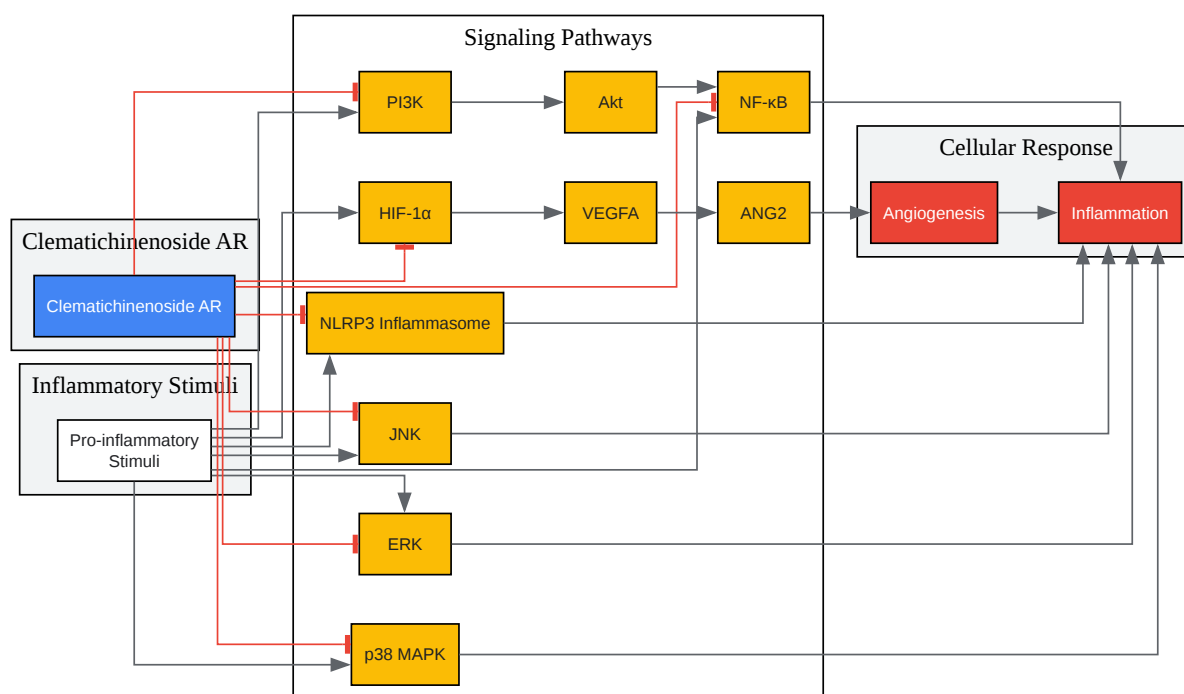 Signaling Pathways
PI3K
Akt
NF-κB
Cellular Response
HIF-1α
VEGFA
ANG2
Angiogenesis
Inflammation
Clematichinenoside AR
Clematichinenoside AR
NLRP3 Inflammasome
Inflammatory Stimuli
Pro-inflammatory
Stimuli
JNK
ERK
p38 MAPK